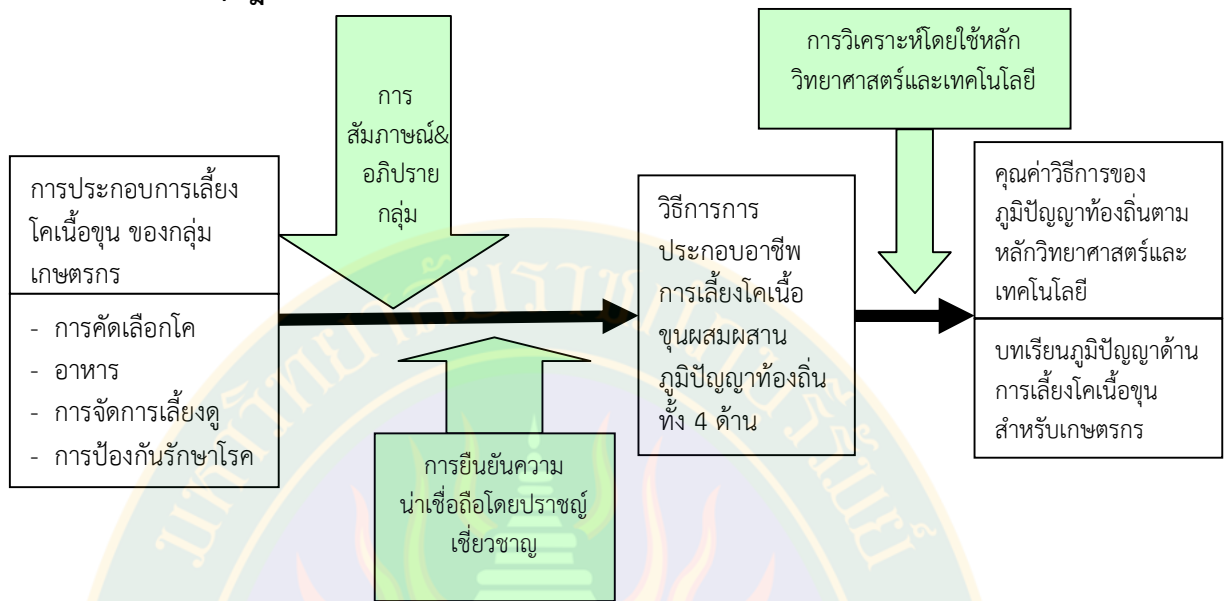 การ
สัมภาษณ์&
อภิปราย
กลุ่ม
การวิเคราะห์โดยใช้หลัก
วิทยาศาสตร์และเทคโนโลยี
การประกอบการเลี้ยง
โคเนื้อขุน ของกลุ่ม
เกษตรกร
- การคัดเลือกโค
- อาหาร
- การจัดการเลี้ยงดู
- การป้องกันรักษาโรค
วิธีการการ
ประกอบอาชีพ
การเลี้ยงโคเนื้อ
ขุนผสมผสาน
ภูมิปัญญาท้องถิ่น
ทั้ง 4 ด้าน
คุณค่าวิธีการของ
ภูมิปัญญาท้องถิ่นตาม
หลักวิทยาศาสตร์และ
เทคโนโลยี
บทเรียนภูมิปัญญาด้าน
การเลี้ยงโคเนื้อขุน
สำหรับเกษตรกร
การยืนยันความ
น่าเชื่อถือโดยปราชญ์
เชี่ยวชาญ